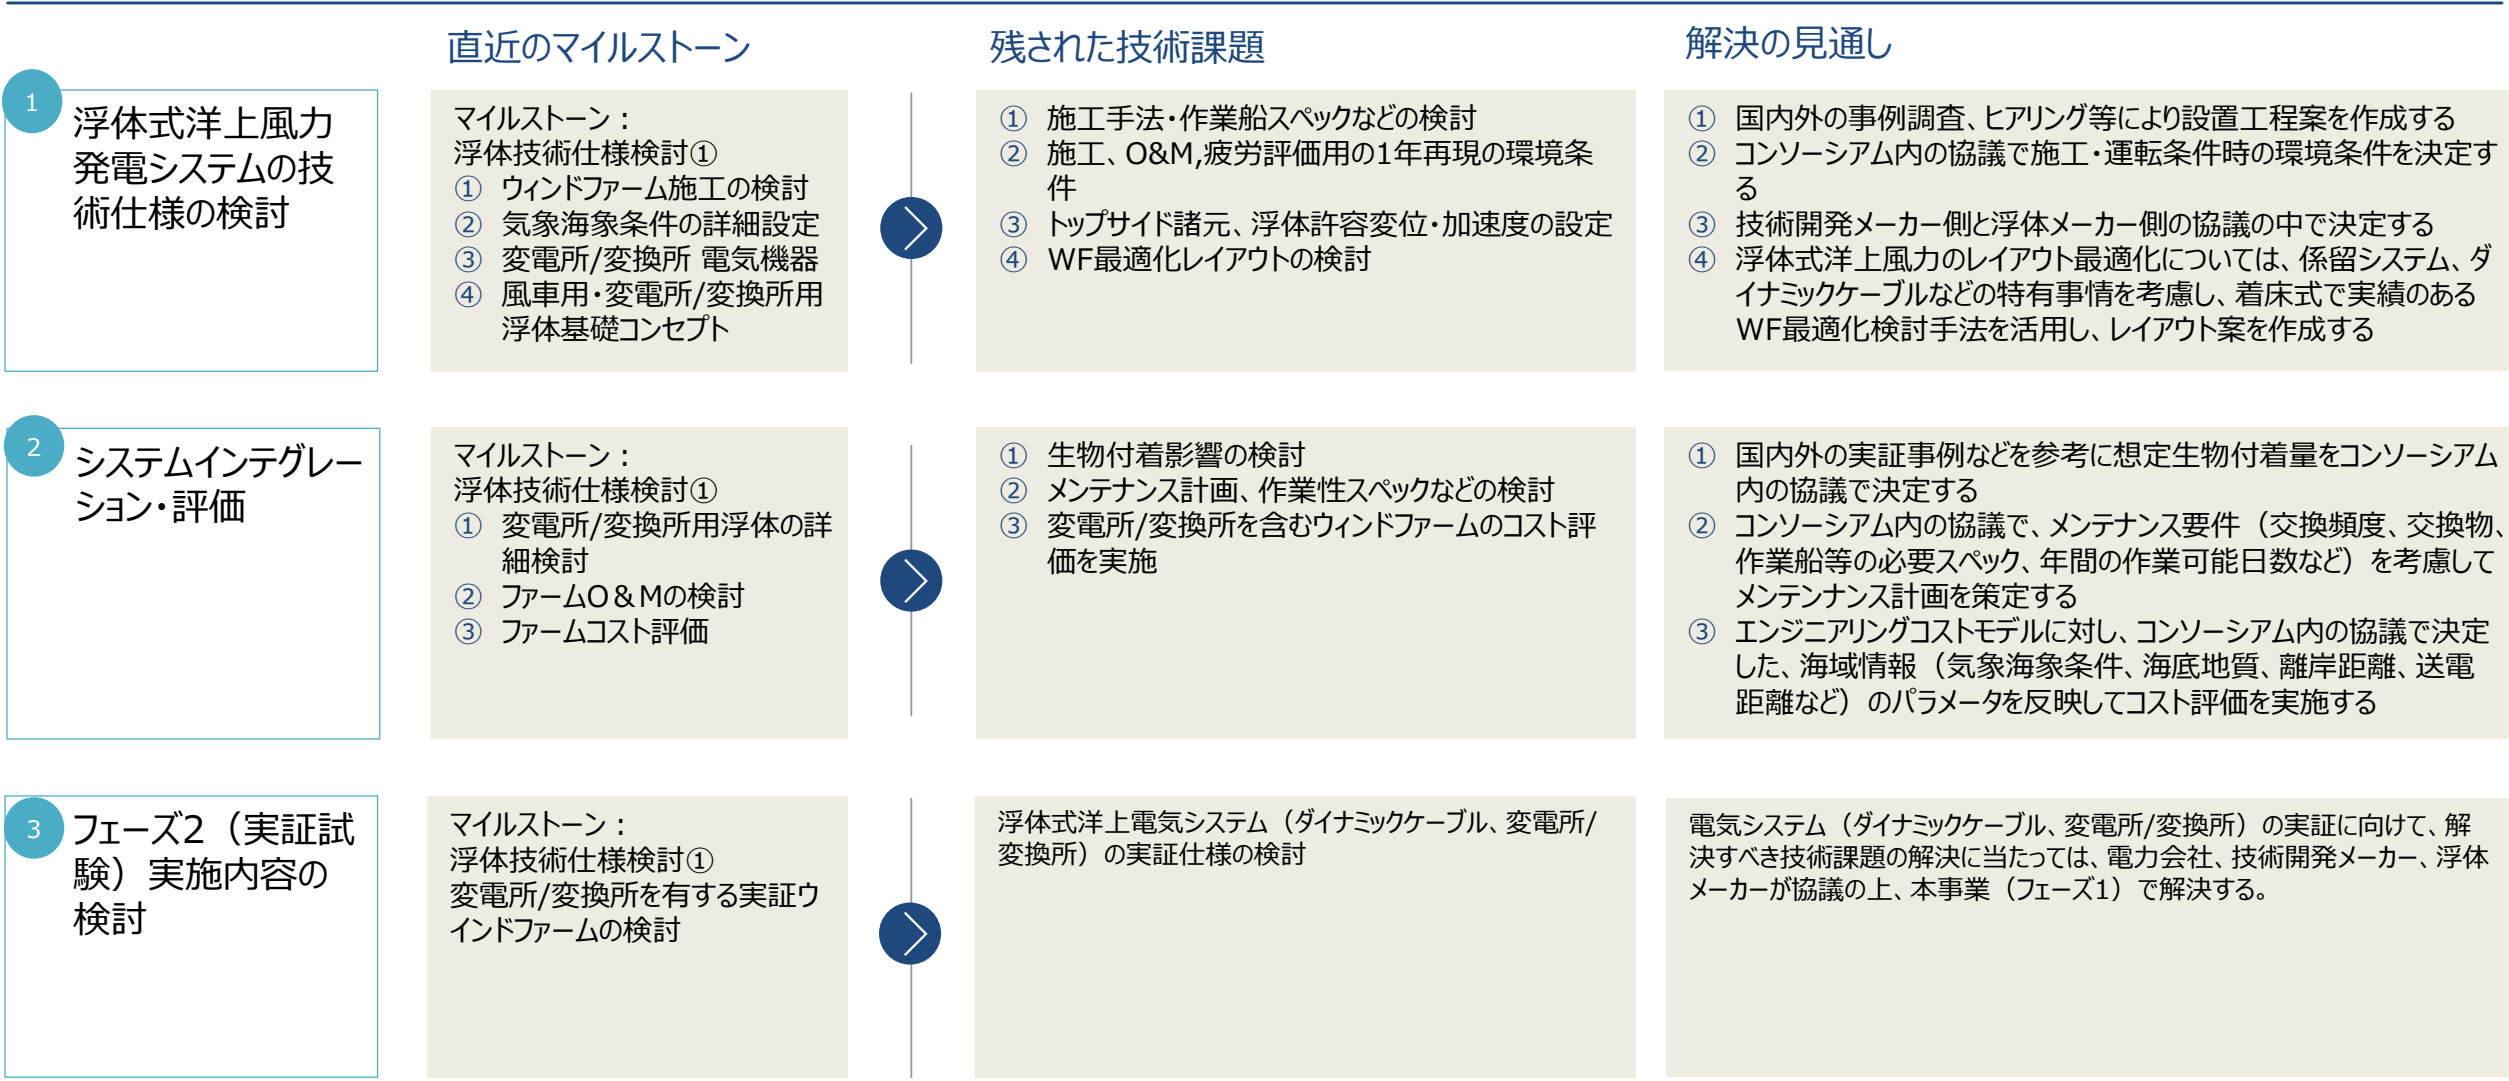 直近のマイルストーン
残された技術課題
解決の見通し
1
浮体式洋上風力
発電システムの技
術仕様の検討
マイルストーン：
浮体技術仕様検討①
① ウィンドファーム施工の検討
② 気象海象条件の詳細設定
③ 変電所/変換所 電気機器
④ 風車用・変電所/変換所用
浮体基礎コンセプト
① 施工手法・作業船スペックなどの検討
② 施工、O&M,疲労評価用の1年再現の環境条
件
③ トップサイド諸元、浮体許容変位・加速度の設定
④ WF最適化レイアウトの検討
① 国内外の事例調査、ヒアリング等により設置工程案を作成する
② コンソーシアム内の協議で施工・運転条件時の環境条件を決定す
る
③ 技術開発メーカー側と浮体メーカー側の協議の中で決定する
④ 浮体式洋上風力のレイアウト最適化については、係留システム、ダ
イナミックケーブルなどの特有事情を考慮し、着床式で実績のある
WF最適化検討手法を活用し、レイアウト案を作成する
2
システムインテグレー
ション・評価
マイルストーン：
浮体技術仕様検討①
① 変電所/変換所用浮体の詳
細検討
② ファームO＆Mの検討
③ ファームコスト評価
① 生物付着影響の検討
② メンテナンス計画、作業性スペックなどの検討
③ 変電所/変換所を含むウィンドファームのコスト評
価を実施
① 国内外の実証事例などを参考に想定生物付着量をコンソーシアム
内の協議で決定する
② コンソーシアム内の協議で、メンテナンス要件（交換頻度、交換物、
作業船等の必要スペック、年間の作業可能日数など）を考慮して
メンテンナンス計画を策定する
③ エンジニアリングコストモデルに対し、コンソーシアム内の協議で決定
した、海域情報（気象海象条件、海底地質、離岸距離、送電
距離など）のパラメータを反映してコスト評価を実施する
3
フェーズ2（実証試
験）実施内容の
検討
マイルストーン：
浮体技術仕様検討①
変電所/変換所を有する実証ウ
インドファームの検討
浮体式洋上電気システム（ダイナミックケーブル、変電所/
変換所）の実証仕様の検討
電気システム（ダイナミックケーブル、変電所/変換所）の実証に向けて、解
決すべき技術課題の解決に当たっては、電力会社、技術開発メーカー、浮体
メーカーが協議の上、本事業（フェーズ1）で解決する。